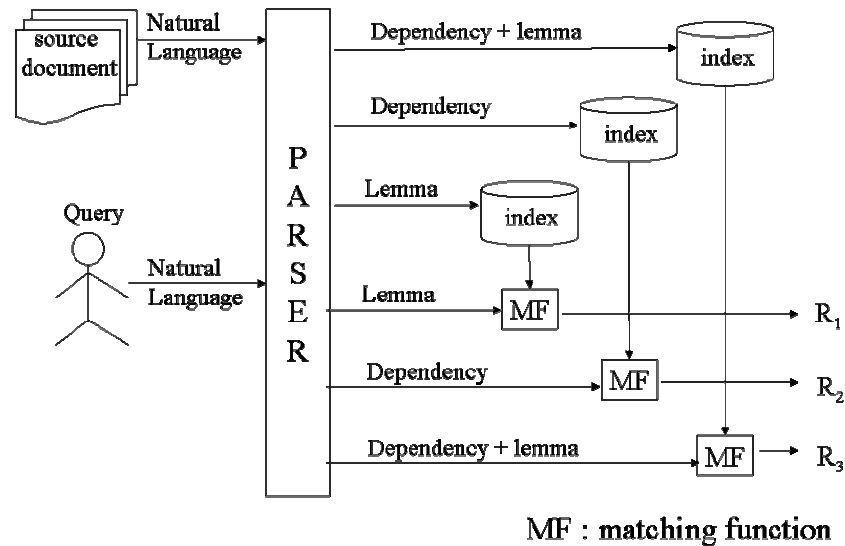 source
document
Natural
Language
Dependency + lemma
index
Dependency
index
Lemma
index
Query
Natural
Language
P
A
R
S
E
R
Lemma
MF
R1
Dependency
MF
R2
Dependency + lemma
MF
R3
MF : matching function